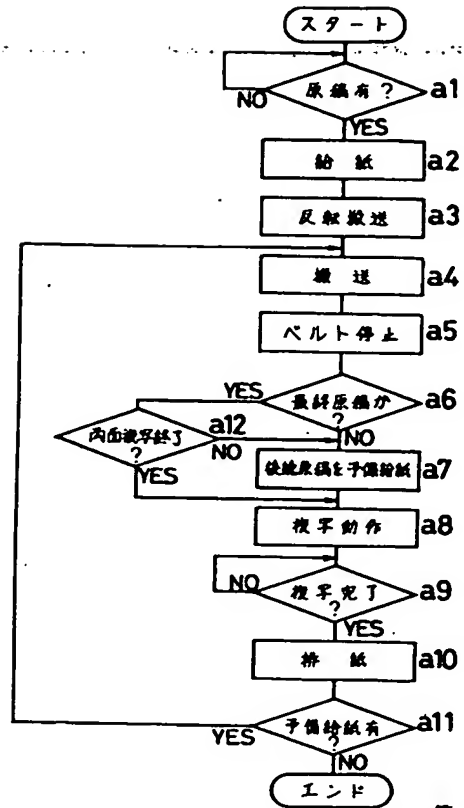 スタート
原稿有?
a1
NO
YES
給紙
a2
反転搬送
a3
搬送
a4
ベルト停止
a5
YES
最終原稿か?
a6
NO
両面複写終了?
a12
NO
YES
後続原稿を予備給紙
a7
複写動作
a8
NO
複写完了?
a9
YES
排紙
a10
YES
予備給紙有?
a11
NO
エンド